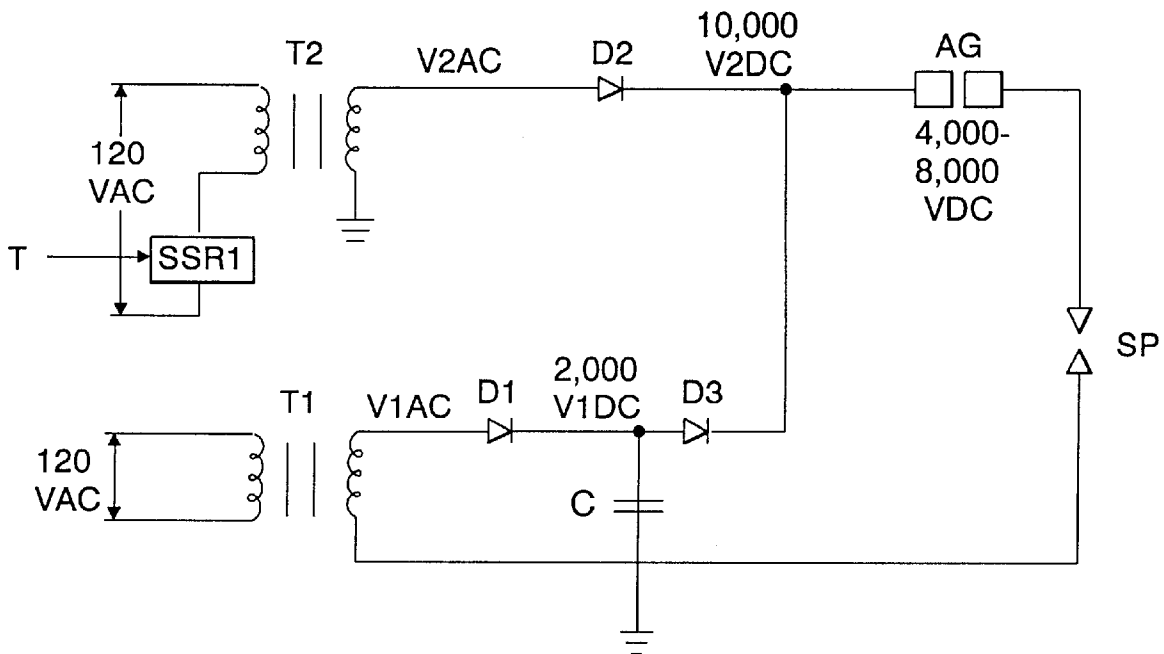 T2
V2AC
D2
10,000
V2DC
AG
4,000-
8,000
VDC
120
VAC
T
SSR1
SP
T1
V1AC
D1
2,000
V1DC
D3
120
VAC
C